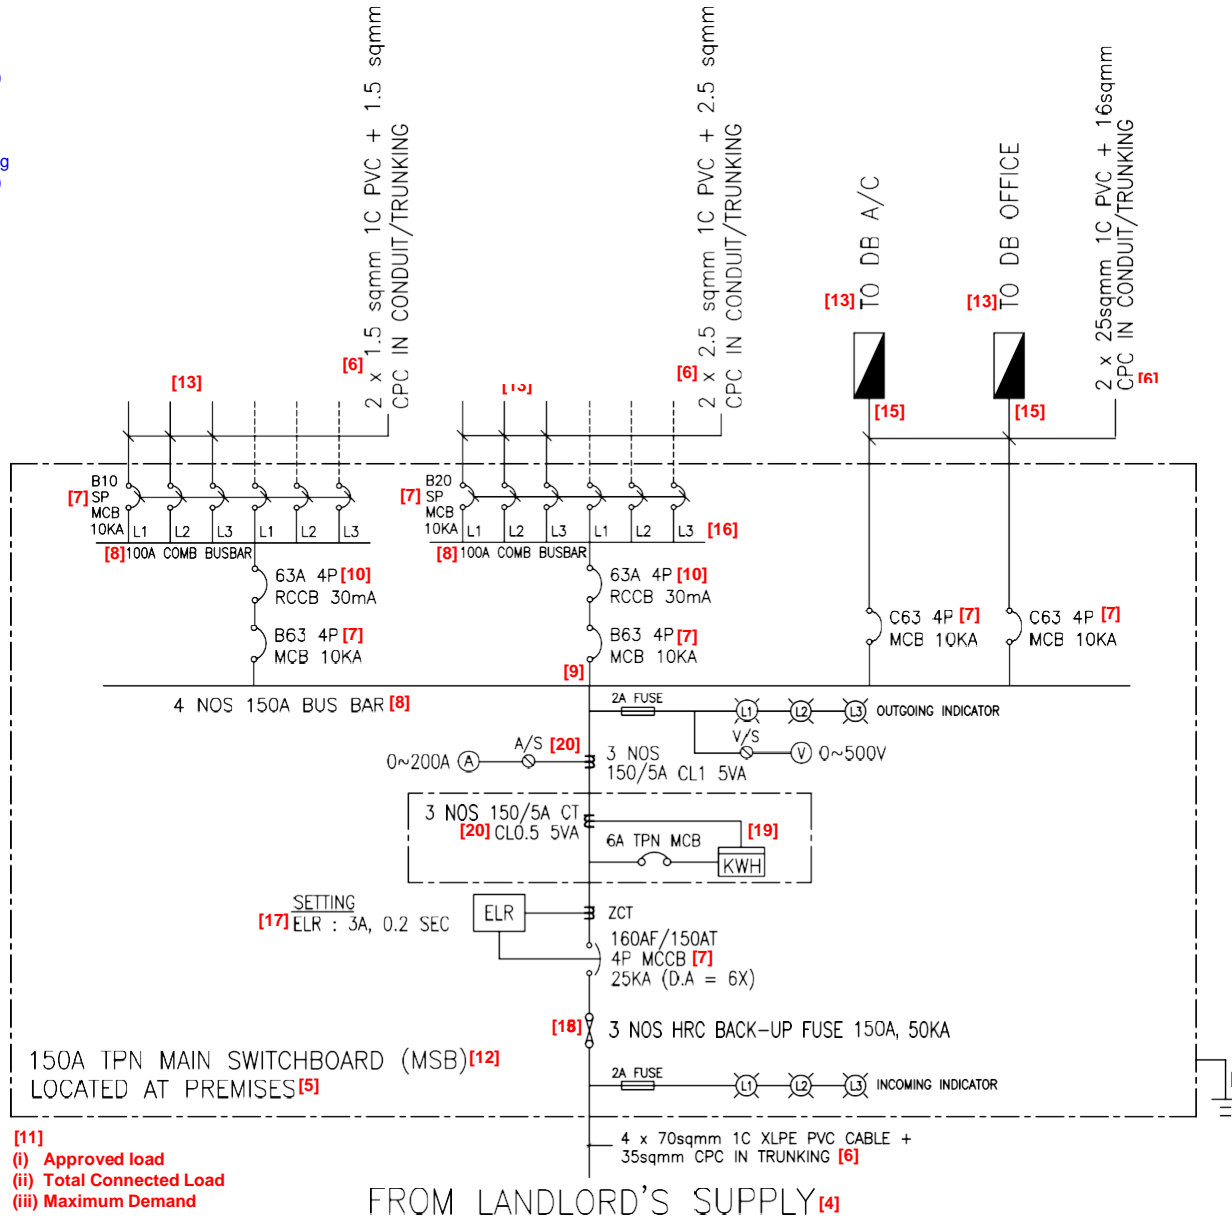 )
g
)
2 x 1.5 sqmm 1C PVC + 1.5 sqmm
CPC IN CONDUIT/TRUNKING
[6]
2 x 2.5 sqmm 1C PVC + 2.5 sqmm
CPC IN CONDUIT/TRUNKING
[6]
[13] TO DB A/C
[13] TO DB OFFICE
2 x 25sqmm 1C PVC + 16sqmm
CPC IN CONDUIT/TRUNKING
[6]
[13]
[13]
[15]
[15]
B10
[7] SP
MCB
10KA L1 L2 L3 L1 L2 L3
[8] 100A COMB BUSBAR
B20
[7] SP
MCB
10KA L1 L2 L3 L1 L2 L3 [16]
[8] 100A COMB BUSBAR
63A 4P [10]
RCCB 30mA
63A 4P [10]
RCCB 30mA
B63 4P [7]
MCB 10KA
B63 4P [7]
MCB 10KA
C63 4P [7]
MCB 10KA
C63 4P [7]
MCB 10KA
[9]
4 NOS 150A BUS BAR [8]
2A FUSE
L1 L2 L3 OUTGOING INDICATOR
V/S
V 0~500V
A/S [20]
0~200A A
3 NOS
150/5A CL1 5VA
3 NOS 150/5A CT
[20] CL0.5 5VA
[19]
6A TPN MCB
KWH
SETTING
[17] ELR : 3A, 0.2 SEC
ELR
ZCT
160AF/150AT
4P MCCB [7]
25KA (D.A = 6X)
3 NOS HRC BACK-UP FUSE 150A, 50KA
150A TPN MAIN SWITCHBOARD (MSB) [12]
LOCATED AT PREMISES [5]
2A FUSE
L1 L2 L3 INCOMING INDICATOR
[11]
(i) Approved load
(ii) Total Connected Load
(iii) Maximum Demand
4 x 70sqmm 1C XLPE PVC CABLE +
35sqmm CPC IN TRUNKING [6]
FROM LANDLORD'S SUPPLY [4]